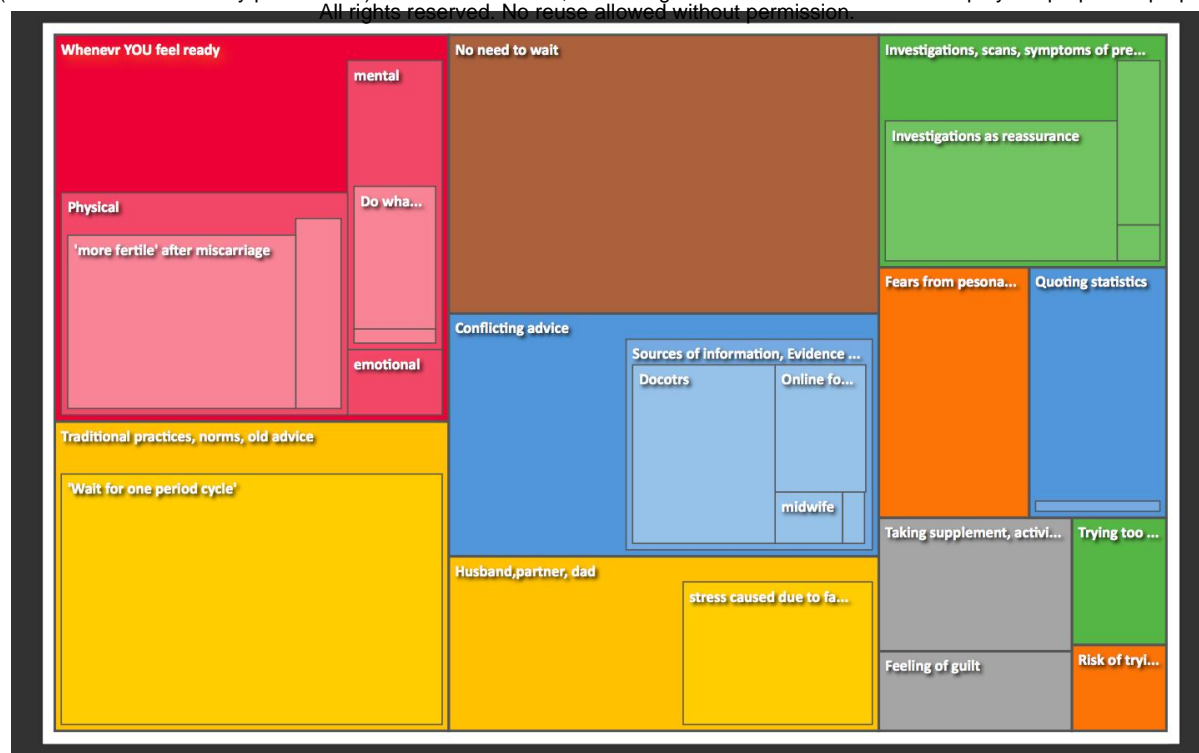 All rights reserved. No reuse allowed without permission.
Whenevr YOU feel ready
mental
Physical
Do wha...
'more fertile' after miscarriage
emotional
Traditional practices, norms, old advice
'Wait for one period cycle'
No need to wait
Conflicting advice
Sources of information, Evidence ...
Docotrs
Online fo...
midwife
Husband,partner, dad
stress caused due to fa...
Investigations, scans, symptoms of pre...
Investigations as reassurance
Fears from pesona...
Quoting statistics
Taking supplement, activi...
Trying too ...
Feeling of guilt
Risk of tryi...